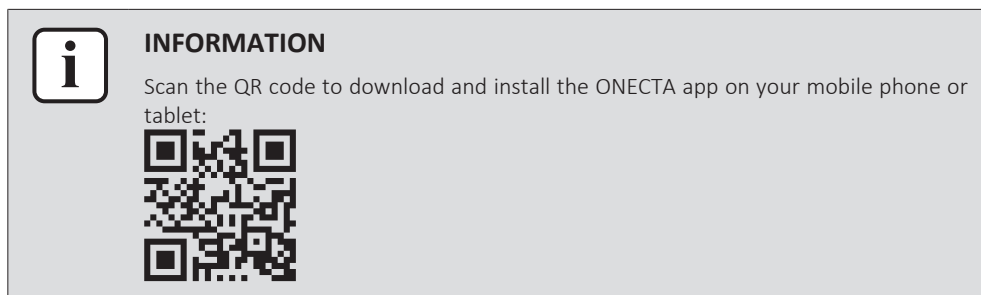 i
INFORMATION
Scan the QR code to download and install the ONECTA app on your mobile phone or
tablet: